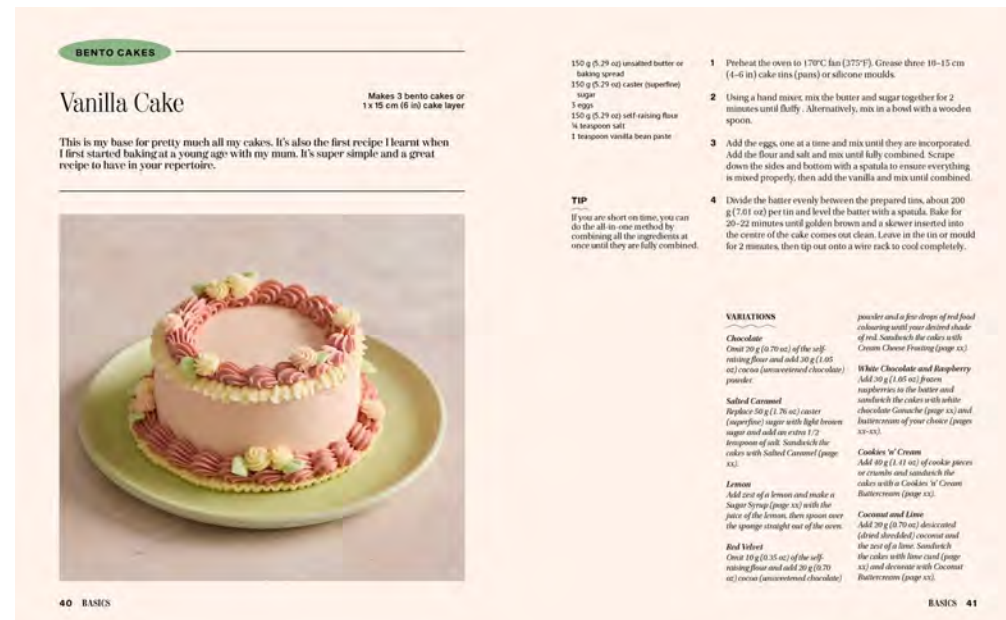 BENTO CAKES
Vanilla Cake
Makes 3 bento cakes or
1 x 15 cm (6 in) cake layer
This is my base for pretty much all my cakes. It's also the first recipe I learnt when
I first started baking at a young age with my mum. It's super simple and a great
recipe to have in your repertoire.
40 BASICS
150 g (5.29 oz) unsalted butter or
baking spread
150 g (5.29 oz) caster (superfine)
sugar
3 eggs
150 g (5.29 oz) self-raising flour
¼ teaspoon salt
1 teaspoon vanilla bean paste
TIP
If you are short on time, you can
do the all-in-one method by
combining all the ingredients at
once until they are fully combined.
1 Preheat the oven to 170°C fan (375°F). Grease three 10–15 cm
(4–6 in) cake tins (pans) or silicone moulds.
2 Using a hand mixer, mix the butter and sugar together for 2
minutes until fluffy . Alternatively, mix in a bowl with a wooden
spoon.
3 Add the eggs, one at a time and mix until they are incorporated.
Add the flour and salt and mix until fully combined. Scrape
down the sides and bottom with a spatula to ensure everything
is mixed properly, then add the vanilla and mix until combined.
4 Divide the batter evenly between the prepared tins, about 200
g (7.01 oz) per tin and level the batter with a spatula. Bake for
20–22 minutes until golden brown and a skewer inserted into
the centre of the cake comes out clean. Leave in the tin or mould
for 2 minutes, then tip out onto a wire rack to cool completely.
VARIATIONS
Chocolate
Omit 20 g (0.70 oz) of the self-
raising flour and add 30 g (1.05
oz) cocoa (unsweetened chocolate)
powder.
Salted Caramel
Replace 50 g (1.76 oz) caster
(superfine) sugar with light brown
sugar and add an extra 1/2
teaspoon of salt. Sandwich the
cakes with Salted Caramel (page
xx).
Lemon
Add zest of a lemon and make a
Sugar Syrup (page xx) with the
juice of the lemon, then spoon over
the sponge straight out of the oven.
Red Velvet
Omit 10 g (0.35 oz) of the self-
raising flour and add 20 g (0.70
oz) cocoa (unsweetened chocolate)
powder and a few drops of red food
colouring until your desired shade
of red. Sandwich the cakes with
Cream Cheese Frosting (page xx).
White Chocolate and Raspberry
Add 30 g (1.05 oz) frozen
raspberries to the batter and
sandwich the cakes with white
chocolate Ganache (page xx) and
buttercream of your choice (pages
xx–xx).
Cookies 'n' Cream
Add 40 g (1.41 oz) of cookie pieces
or crumbs and sandwich the
cakes with a Cookies 'n' Cream
Buttercream (page xx).
Coconut and Lime
Add 20 g (0.70 oz) desiccated
(dried shredded) coconut and
the zest of a lime. Sandwich
the cakes with lime curd (page
xx) and decorate with Coconut
Buttercream (page xx).
BASICS 41